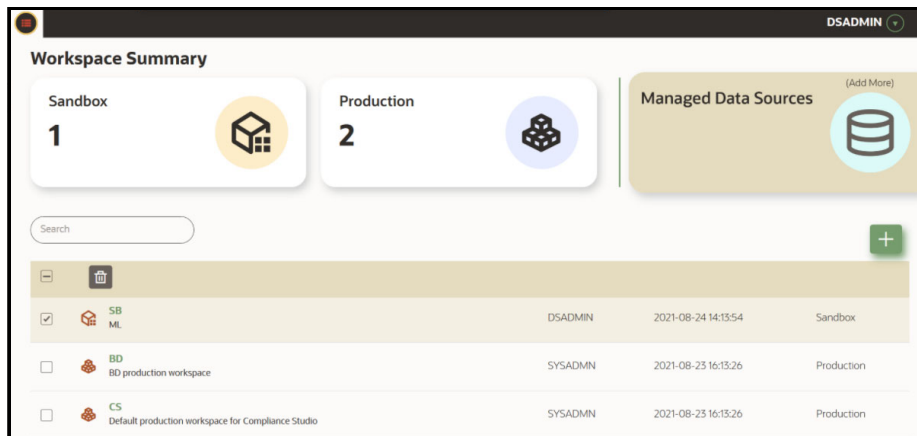 DSADMIN
Workspace Summary
Sandbox
1
Production
2
Managed Data Sources
(Add More)
Search
SB
ML
DSADMIN 2021-08-24 14:13:54 Sandbox
BD
BD production workspace
SYSADMN 2021-08-23 16:13:26 Production
CS
Default production workspace for Compliance Studio
SYSADMN 2021-08-23 16:13:26 Production